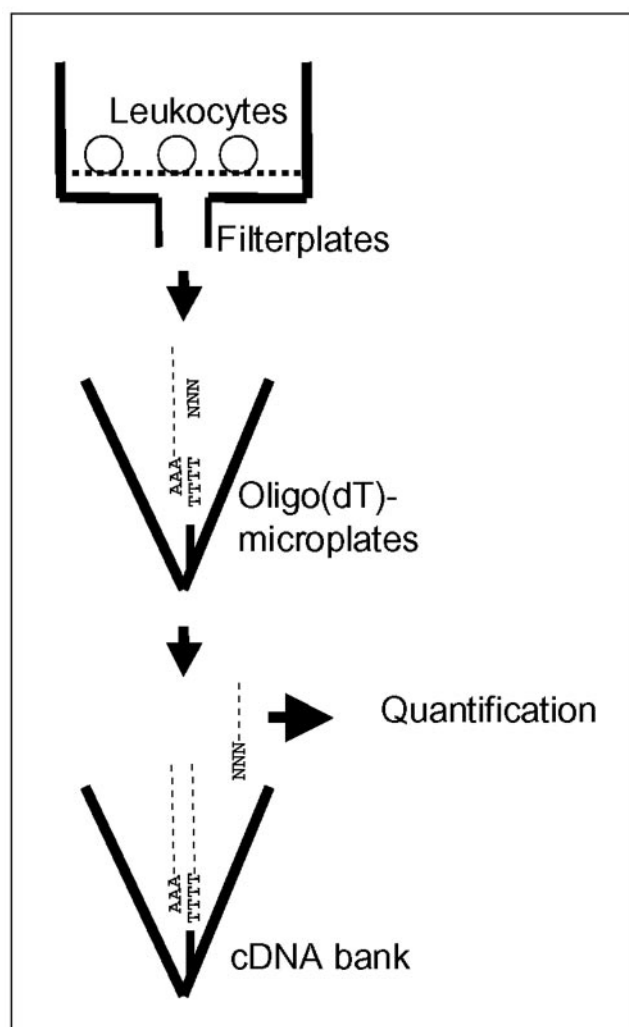 Leukocytes
Filterplates
NNN
AAA
TTTT
Oligo(dT)-
microplates
Quantification
NNN
AAA
TTTT
cDNA bank